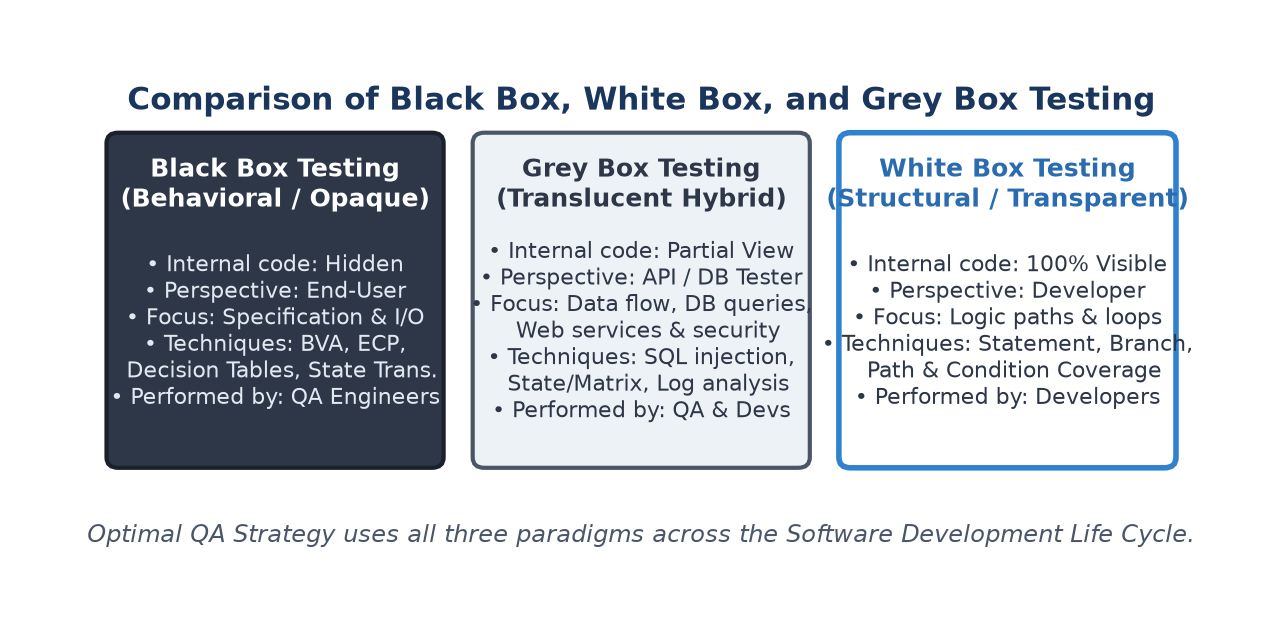 Comparison of Black Box, White Box, and Grey Box Testing
Black Box Testing
(Behavioral / Opaque)
• Internal code: Hidden
• Perspective: End-User
• Focus: Specification & I/O
• Techniques: BVA, ECP,
Decision Tables, State Trans.
• Performed by: QA Engineers
Grey Box Testing
(Translucent Hybrid)
• Internal code: Partial View
• Perspective: API / DB Tester
• Focus: Data flow, DB queries,
Web services & security
• Techniques: SQL injection,
State/Matrix, Log analysis
• Performed by: QA & Devs
White Box Testing
(Structural / Transparent)
• Internal code: 100% Visible
• Perspective: Developer
• Focus: Logic paths & loops
• Techniques: Statement, Branch,
Path & Condition Coverage
• Performed by: Developers
Optimal QA Strategy uses all three paradigms across the Software Development Life Cycle.